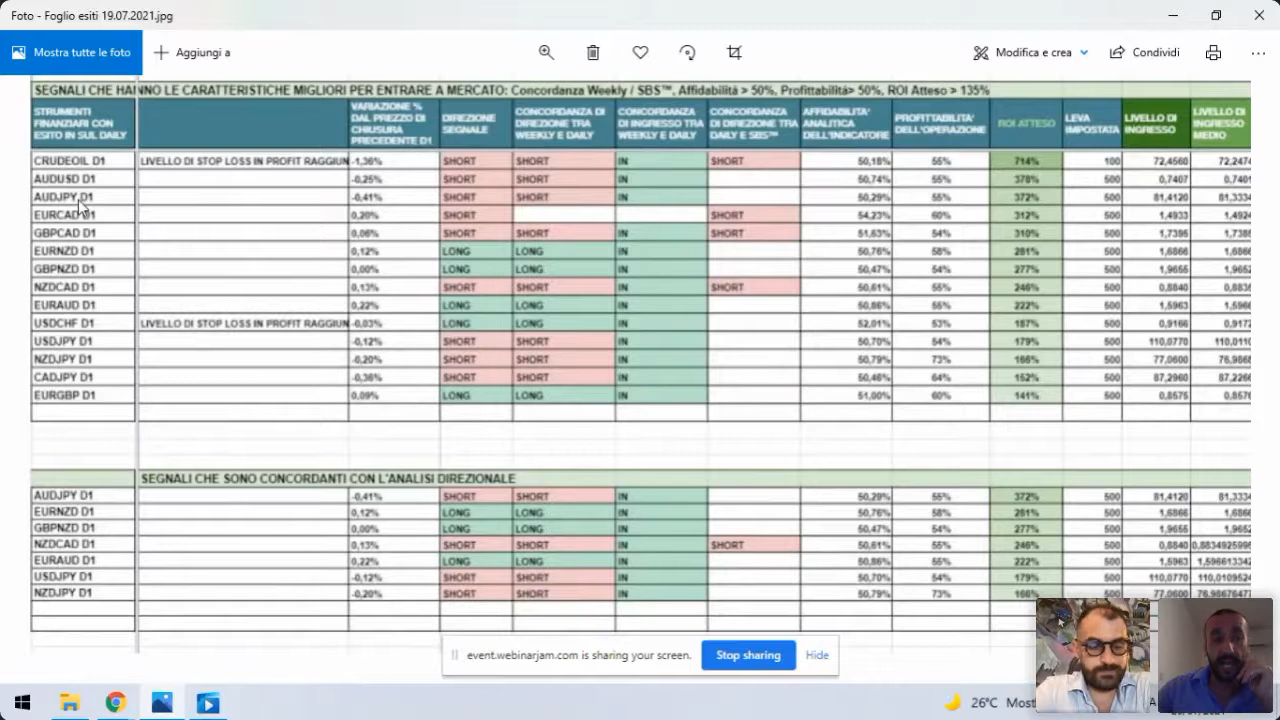 Foto - Foglio esiti 19.07.2021.jpg
Mostra tutte le foto
Aggiungi a
Modifica e crea
Condividi
SEGNALI CHE HANNO LE CARATTERISTICHE MIGLIORI PER ENTRARE A MERCATO: Concordanza Weekly / SBS™, Affidabilità > 50%, Profittabilità> 50%, ROI Atteso > 135%
STRUMENTI FINANZIARI CON ESITO IN SUL DAILY VARIAZIONE % DAL PREZZO DI CHIUSURA PRECEDENTE D1 DIREZIONE SEGNALE CONCORDANZA DI DIREZIONE TRA WEEKLY E DAILY CONCORDANZA DI INGRESSO TRA WEEKLY E DAILY CONCORDANZA DI DIREZIONE TRA DAILY E SBS™ AFFIDABILITA' ANALITICA DELL'INDICATORE PROFITTABILITA' DELL'OPERAZIONE ROI ATTESO LEVA IMPOSTATA LIVELLO DI INGRESSO LIVELLO DI INGRESSO MEDIO
CRUDEOIL D1 LIVELLO DI STOP LOSS IN PROFIT RAGGIUN -1,36% SHORT SHORT IN SHORT 50,18% 55% 714% 100 72,4560 72,2474
AUDUSD D1 -0,25% SHORT SHORT IN 50,74% 55% 378% 500 0,7407 0,7401
AUDJPY D1 -0,41% SHORT SHORT IN 50,29% 55% 372% 500 81,4120 81,3334
EURCAD D1 0,20% SHORT SHORT 54,23% 60% 312% 500 1,4933 1,4924
GBPCAD D1 0,06% SHORT SHORT IN SHORT 51,63% 54% 310% 500 1,7395 1,7385
EURNZD D1 0,12% LONG LONG IN 50,76% 58% 281% 500 1,6866 1,6866
GBPNZD D1 0,00% LONG LONG IN 50,47% 54% 277% 500 1,9655 1,9652
NZDCAD D1 0,13% SHORT SHORT IN SHORT 50,61% 55% 246% 500 0,8840 0,8835
EURAUD D1 0,22% LONG LONG IN 50,86% 55% 222% 500 1,5963 1,5966
USDCHF D1 LIVELLO DI STOP LOSS IN PROFIT RAGGIUN -0,03% LONG LONG IN 52,01% 53% 187% 500 0,9166 0,9172
USDJPY D1 -0,12% SHORT SHORT IN 50,70% 54% 179% 500 110,0770 110,0110
NZDJPY D1 -0,20% SHORT SHORT IN 50,79% 73% 166% 500 77,0600 76,9868
CADJPY D1 -0,36% SHORT SHORT IN 50,46% 64% 152% 500 87,2960 87,2266
EURGBP D1 0,09% LONG LONG IN 51,00% 60% 141% 500 0,8575 0,8576
SEGNALI CHE SONO CONCORDANTI CON L'ANALISI DIREZIONALE
AUDJPY D1 -0,41% SHORT SHORT IN 50,29% 55% 372% 500 81,4120 81,3334
EURNZD D1 0,12% LONG LONG IN 50,76% 58% 281% 500 1,6866 1,6866
GBPNZD D1 0,00% LONG LONG IN 50,47% 54% 277% 500 1,9655 1,9652
NZDCAD D1 0,13% SHORT SHORT IN SHORT 50,61% 55% 246% 500 0,8840 0,8834925995
EURAUD D1 0,22% LONG LONG IN 50,86% 55% 222% 500 1,5963 1,596613342
USDJPY D1 -0,12% SHORT SHORT IN 50,70% 54% 179% 500 110,0770 110,0109524
NZDJPY D1 -0,20% SHORT SHORT IN 50,79% 73% 166% 500 77,0600 76,98676477
event.webinarjam.com is sharing your screen.
Stop sharing
Hide
26°C